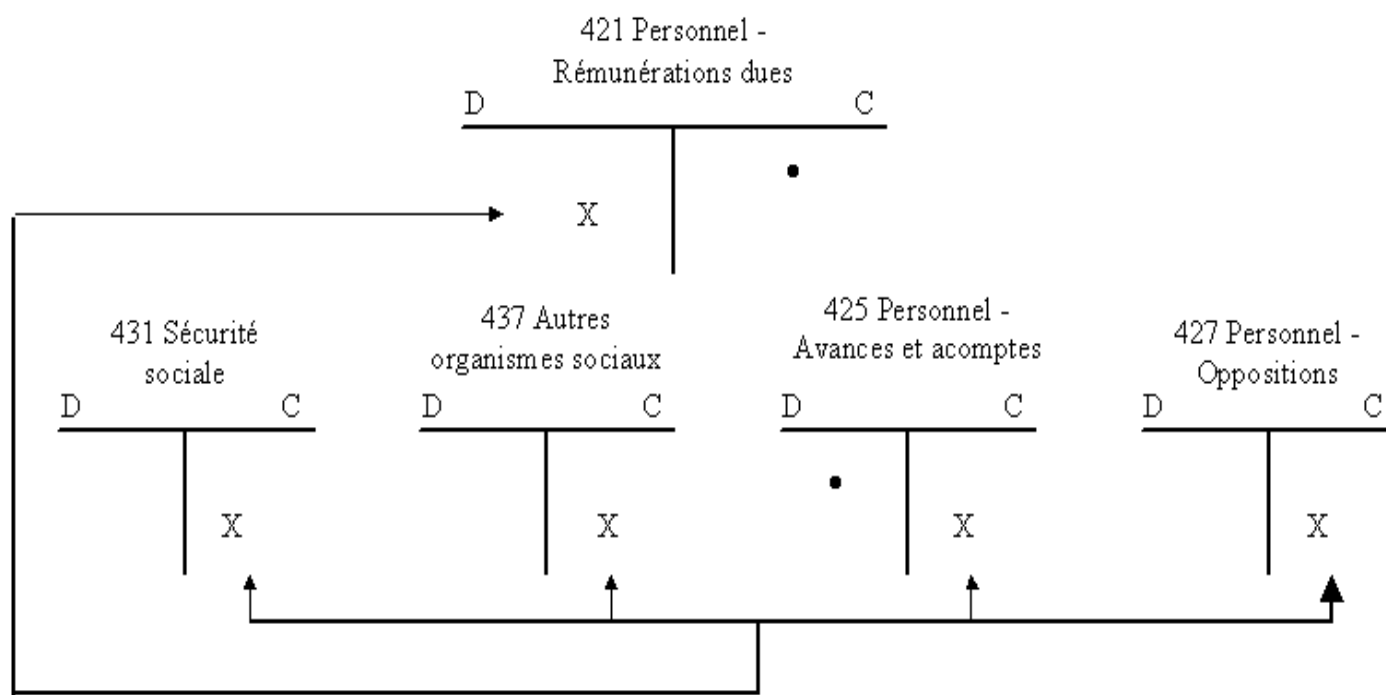 421 Personnel -
Rémunérations dues
D C
X
431 Sécurité
sociale
D C
X
437 Autres
organismes sociaux
D C
X
425 Personnel -
Avances et acomptes
D C
X
427 Personnel -
Oppositions
D C
X